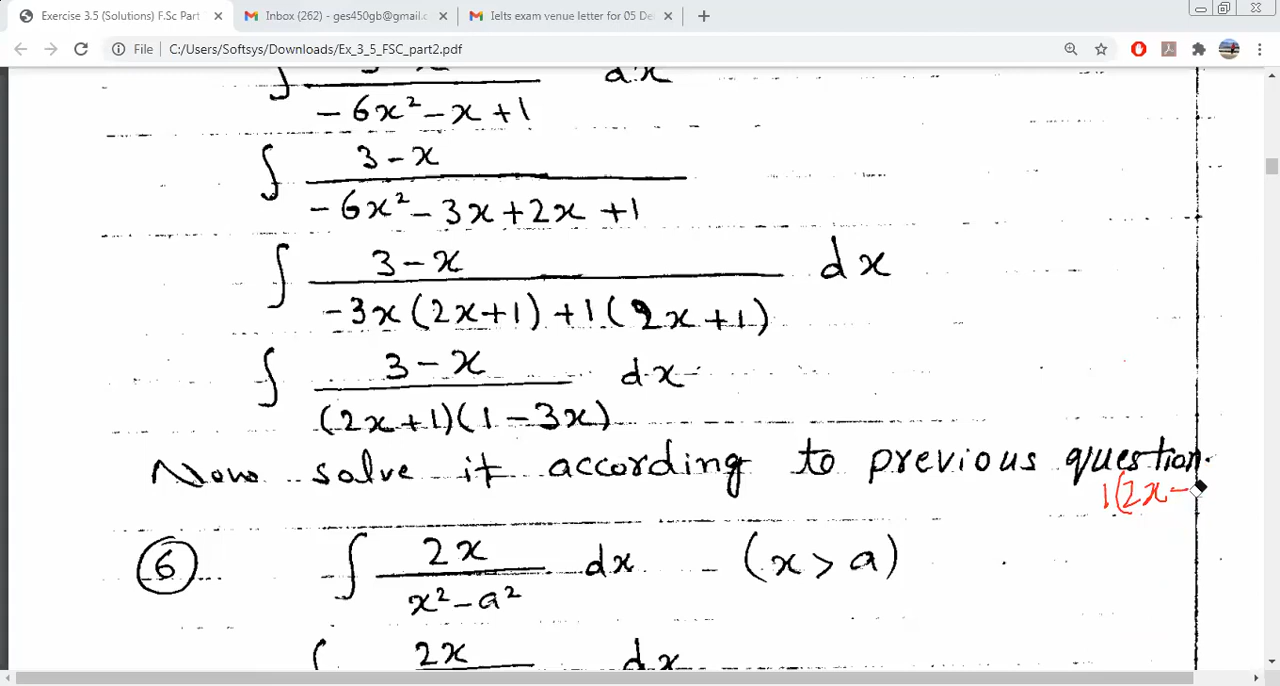 Exercise 3.5 (Solutions) F.Sc Part
Inbox (262) - ges450gb@gmail.c
Ielts exam venue letter for 05 De
File | C:/Users/Softsys/Downloads/Ex_3_5_FSC_part2.pdf
∫ 3-x / dx
-6x²-x+1
∫ 3-x
-6x²-3x+2x+1
∫ 3-x dx
-3x(2x+1)+1(2x+1)
∫ 3-x dx
(2x+1)(1-3x)
Now solve it according to previous question.
1(2x-
6 ∫ 2x dx (x>a)
x²-a²
∫ 2x dx